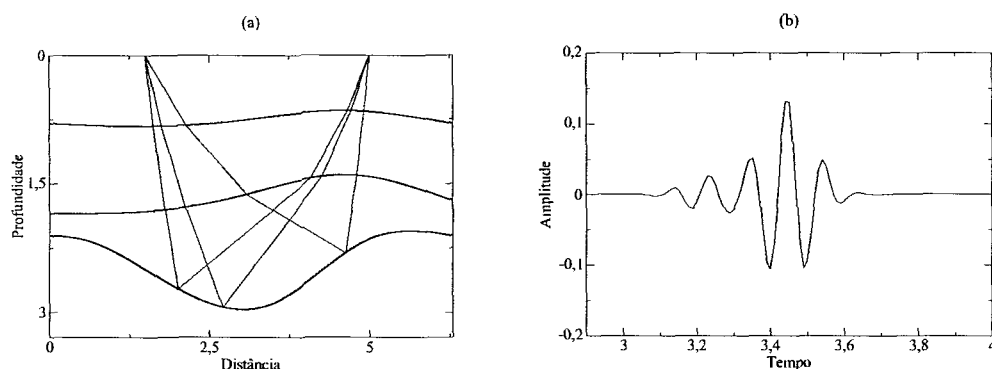 (a)
0
1,5
3
Profundidade
0
2,5
5
Distância
(b)
0,2
0,1
0
-0,1
-0,2
Amplitude
3
3,2
3,4
3,6
3,8
4
Tempo